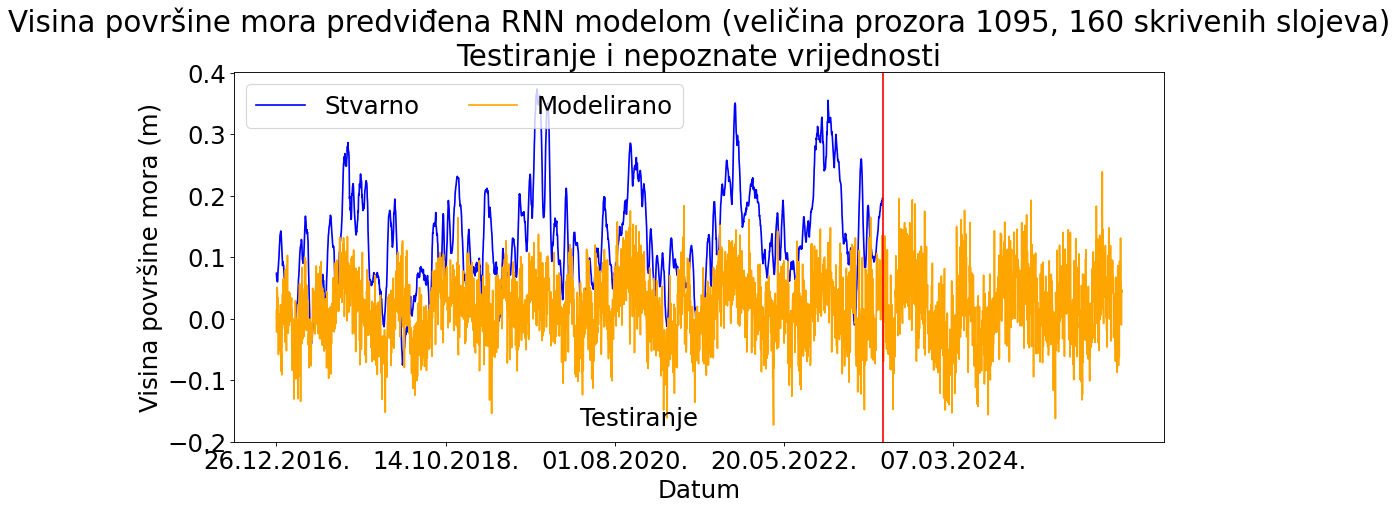 Visina površine mora predviđena RNN modelom (veličina prozora 1095, 160 skrivenih slojeva)
Testiranje i nepoznate vrijednosti
Stvarno Modelirano
Visina površine mora (m)
0.4
0.3
0.2
0.1
0.0
−0.1
−0.2
Testiranje
26.12.2016. 14.10.2018. 01.08.2020. 20.05.2022. 07.03.2024.
Datum